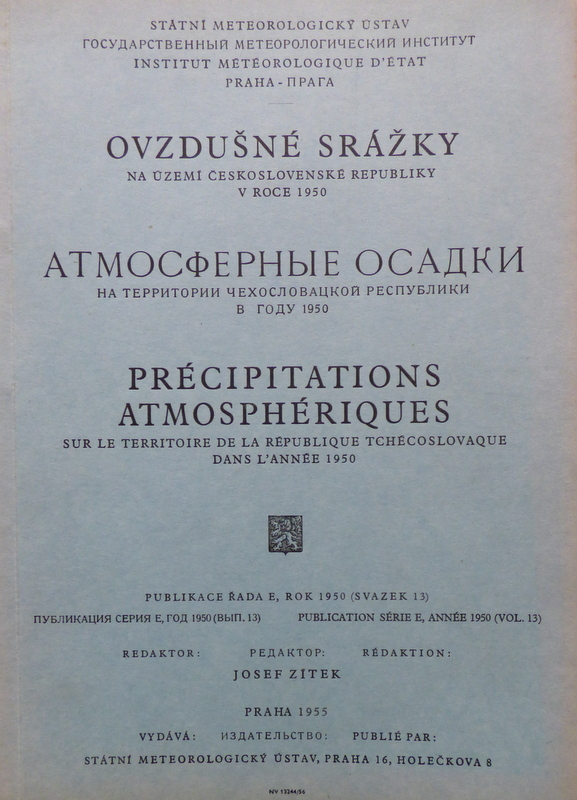 STÁTNÍ METEOROLOGICKÝ ÚSTAV
ГОСУДАРСТВЕННЫЙ МЕТЕОРОЛОГИЧЕСКИЙ ИНСТИТУТ
INSTITUT MÉTÉOROLOGIQUE D'ÉTAT
PRAHA - ПРАГА
OVZDUŠNÉ SRÁŽKY
NA ÚZEMÍ ČESKOSLOVENSKÉ REPUBLIKY
V ROCE 1950
АТМОСФЕРНЫЕ ОСАДКИ
НА ТЕРРИТОРИИ ЧЕХОСЛОВАЦКОЙ РЕСПУБЛИКИ
В ГОДУ 1950
PRÉCIPITATIONS
ATMOSPHÉRIQUES
SUR LE TERRITOIRE DE LA RÉPUBLIQUE TCHÉCOSLOVAQUE
DANS L'ANNÉE 1950
PUBLIKACE ŘADA E, ROK 1950 (SVAZEK 13)
ПУБЛИКАЦИЯ СЕРИЯ Е, ГОД 1950 (ВЫП. 13) PUBLICATION SÉRIE E, ANNÉE 1950 (VOL. 13)
REDAKTOR: РЕДАКТОР: RÉDAKTION:
JOSEF ZÍTEK
PRAHA 1955
VYDÁVÁ: ИЗДАТЕЛЬСТВО: PUBLIÉ PAR:
STÁTNÍ METEOROLOGICKÝ ÚSTAV, PRAHA 16, HOLEČKOVA 8
NV 13244/56